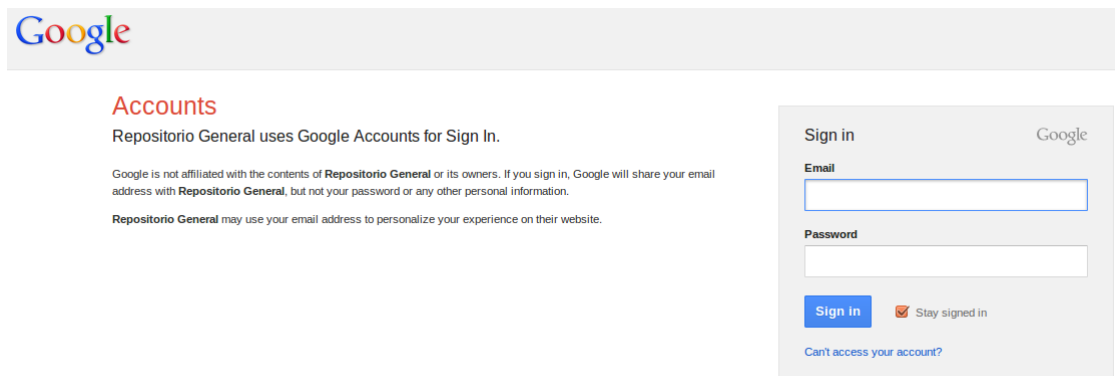 Google
Accounts
Repositorio General uses Google Accounts for Sign In.
Google is not affiliated with the contents of Repositorio General or its owners. If you sign in, Google will share your email
address with Repositorio General, but not your password or any other personal information.
Repositorio General may use your email address to personalize your experience on their website.
Sign in Google
Email
Password
Sign in Stay signed in
Can't access your account?